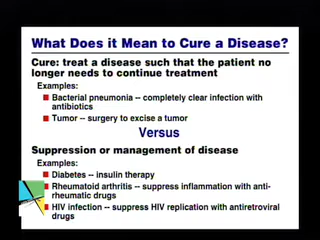 What Does it Mean to Cure a Disease?
Cure: treat a disease such that the patient no
longer needs to continue treatment
Examples:
Bacterial pneumonia -- completely clear infection with
antibiotics
Tumor -- surgery to excise a tumor
Versus
Suppression or management of disease
Examples:
Diabetes -- insulin therapy
Rheumatoid arthritis -- suppress inflammation with anti-
rheumatic drugs
HIV infection -- suppress HIV replication with antiretroviral
drugs